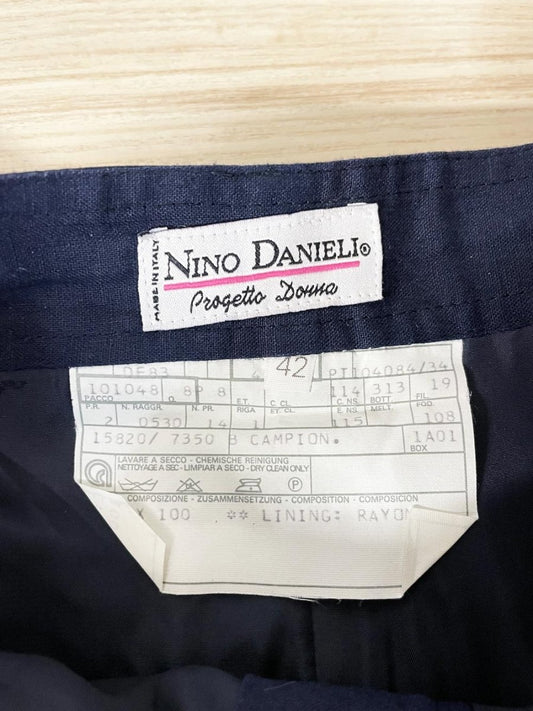 MADE IN ITALY
NINO DANIELI®
Progetto Donna
42
DE83 4 PT104084/34
101048 8P 8 114 313 19
PACCO Q. ET. C. CL. C. NS. BOTT. FIL.
P.R. N. RAGGR. N. PR. RIGA ET. CL. E. NS. MELT. FOD.
2 0530 14 1 115 108
15820/ 7350 B CAMPION. 1A01
BOX
LAVARE A SECCO - CHEMISCHE REINIGUNG
NETTOYAGE A SEC - LIMPIAR A SECO - DRY CLEAN ONLY
P
COMPOSIZIONE - ZUSAMMENSETZUNG - COMPOSITION - COMPOSICIÓN
X 100 ** LINING: RAYON